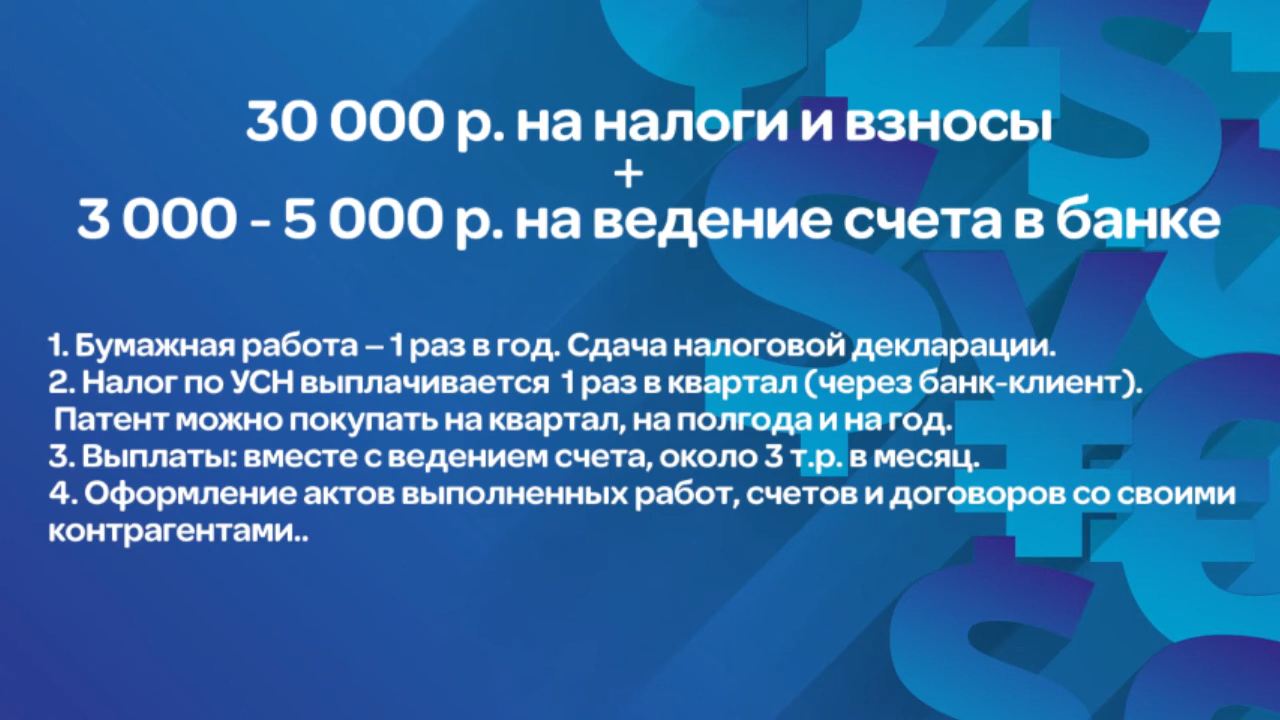 30 000 р. на налоги и взносы
+
3 000 - 5 000 р. на ведение счета в банке
1. Бумажная работа – 1 раз в год. Сдача налоговой декларации.
2. Налог по УСН выплачивается 1 раз в квартал (через банк-клиент).
Патент можно покупать на квартал, на полгода и на год.
3. Выплаты: вместе с ведением счета, около 3 т.р. в месяц.
4. Оформление актов выполненных работ, счетов и договоров со своими
контрагентами..